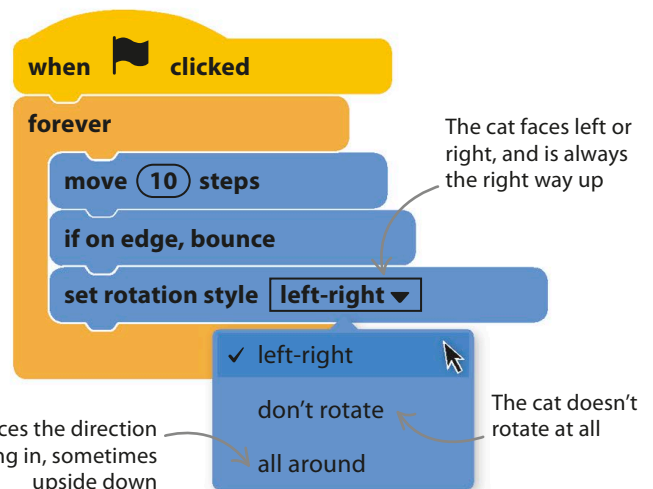 when clicked
forever
move 10 steps
if on edge, bounce
set rotation style left-right
The cat faces left or
right, and is always
the right way up
left-right
don't rotate
all around
The cat doesn't
rotate at all
the direction
in, sometimes
upside down